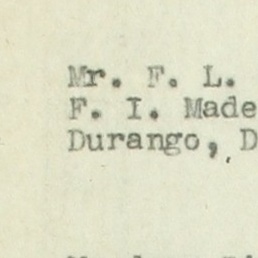 Mr. F. L.
F. I. Made
Durango, D